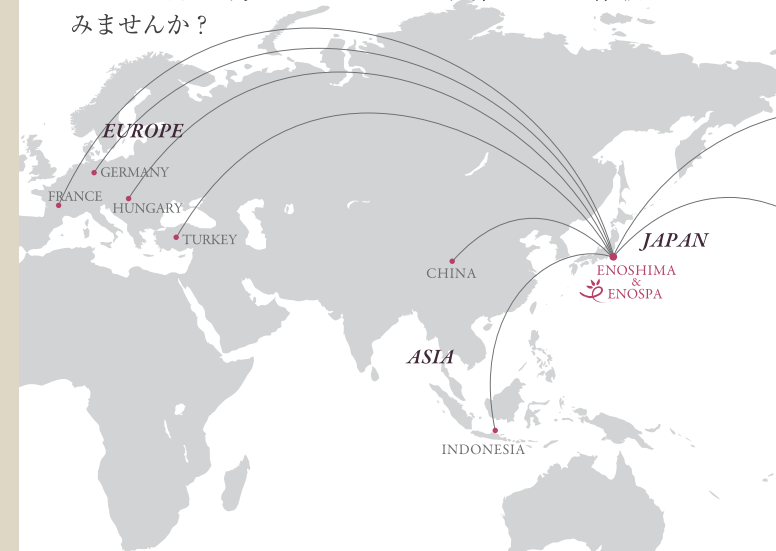 みませんか？
EUROPE
GERMANY
FRANCE
HUNGARY
TURKEY
JAPAN
ENOSHIMA
&
ENOSPA
CHINA
ASIA
INDONESIA